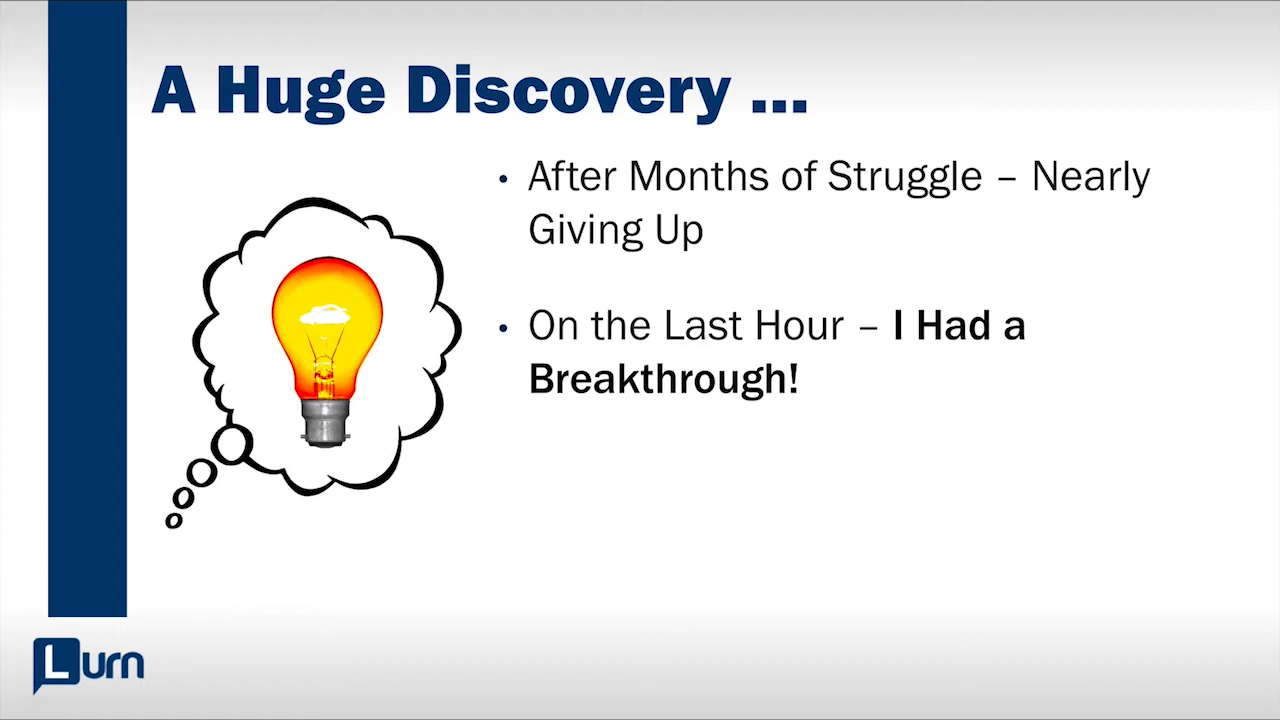 A Huge Discovery ...
• After Months of Struggle – Nearly
Giving Up
• On the Last Hour – I Had a
Breakthrough!
Lurn